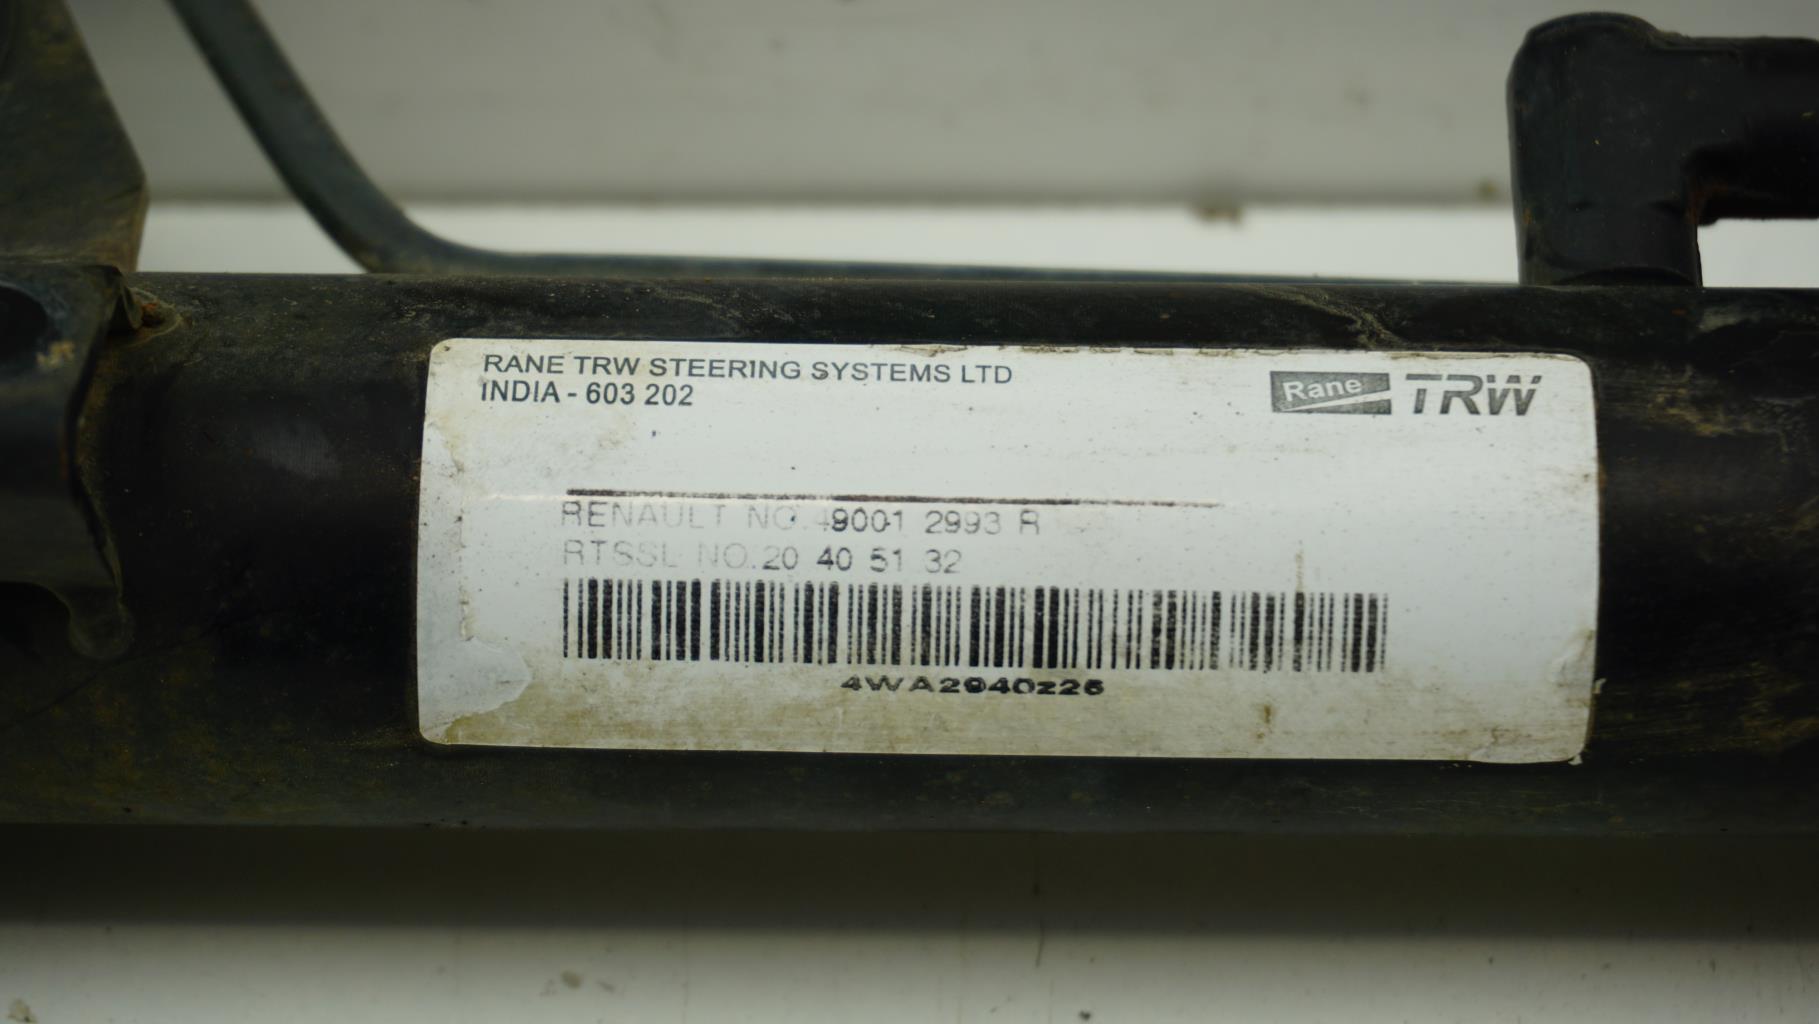 RANE TRW STEERING SYSTEMS LTD
INDIA - 603 202
Rane TRW
RENAULT NO.49001 2993 R
RTSSL NO.20 40 51 32
4WA2940z26